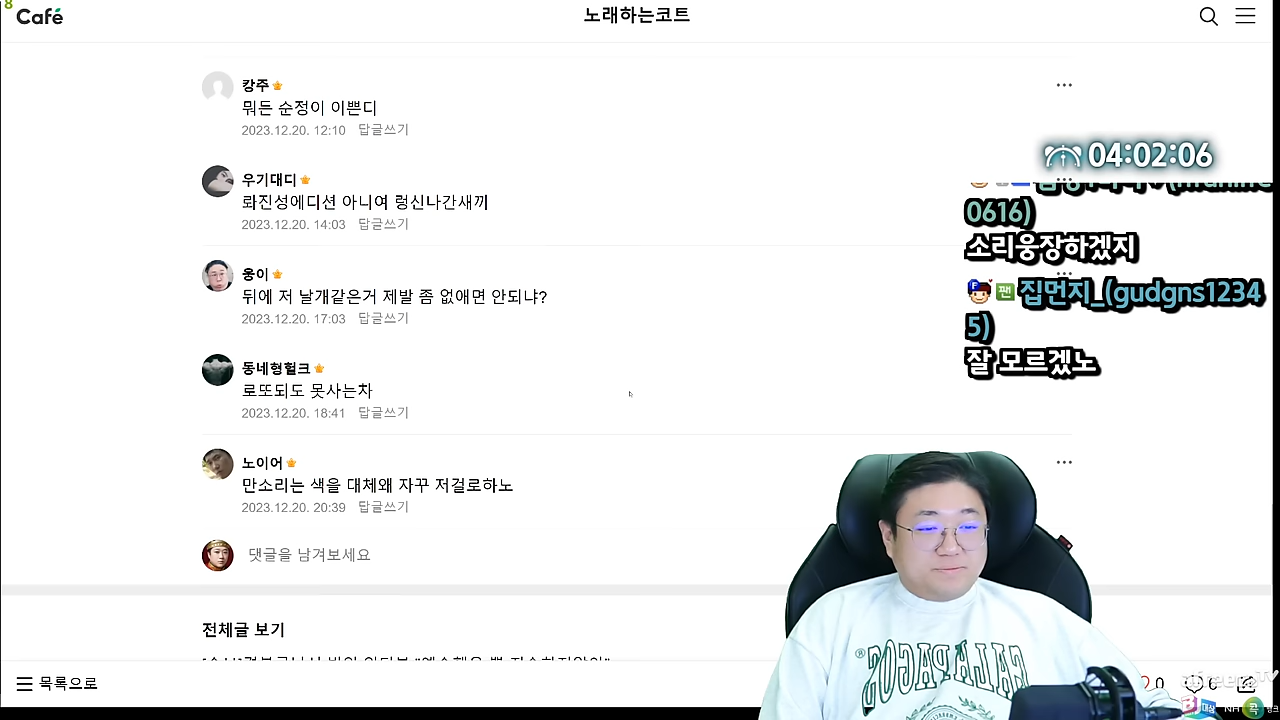 Café
노래하는코트
캉주
뭐든 순정이 이쁜디
2023.12.20. 12:10 답글쓰기
04:02:06
우기대디
롸진성에디션 아니여 렁신나간새끼
2023.12.20. 14:03 답글쓰기
0616)
소리웅장하겠지
웅이
뒤에 저 날개같은거 제발 좀 없애면 안되냐?
2023.12.20. 17:03 답글쓰기
집먼지_(gudgns1234
5)
잘 모르겠노
동네형헐크
로또되도 못사는차
2023.12.20. 18:41 답글쓰기
노이어
만소리는 색을 대체왜 자꾸 저걸로하노
2023.12.20. 20:39 답글쓰기
댓글을 남겨보세요
전체글 보기
GALAPAGOS
목록으로
0